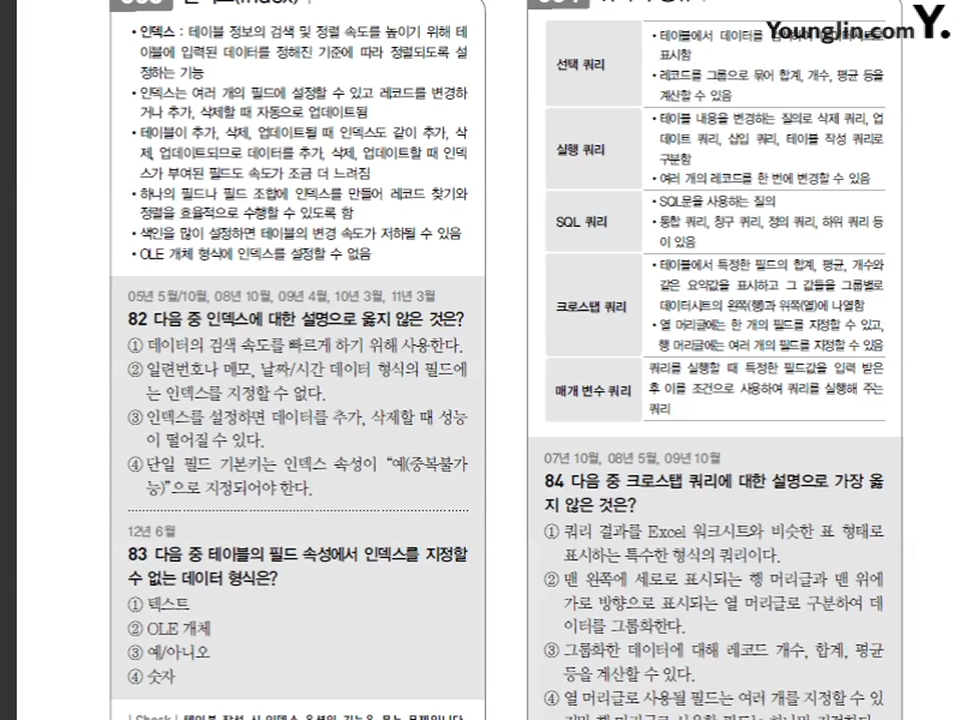 • 인덱스 : 테이블 정보의 검색 및 정렬 속도를 높이기 위해 테
이블에 입력된 데이터를 정해진 기준에 따라 정렬되도록 설
정하는 기능
• 인덱스는 여러 개의 필드에 설정할 수 있고 레코드를 변경하
거나 추가, 삭제할 때 자동으로 업데이트됨
• 테이블이 추가, 삭제, 업데이트될 때 인덱스도 같이 추가, 삭
제, 업데이트되므로 데이터를 추가, 삭제, 업데이트할 때 인덱
스가 부여된 필드도 속도가 조금 더 느려짐
• 하나의 필드나 필드 조합에 인덱스를 만들어 레코드 찾기와
정렬을 효율적으로 수행할 수 있도록 함
• 색인을 많이 설정하면 테이블의 변경 속도가 저하될 수 있음
• OLE 개체 형식에 인덱스를 설정할 수 없음
05년 5월/10월, 08년 10월, 09년 4월, 10년 3월, 11년 3월
82 다음 중 인덱스에 대한 설명으로 옳지 않은 것은?
① 데이터의 검색 속도를 빠르게 하기 위해 사용한다.
② 일련번호나 메모, 날짜/시간 데이터 형식의 필드에
는 인덱스를 지정할 수 없다.
③ 인덱스를 설정하면 데이터를 추가, 삭제할 때 성능
이 떨어질 수 있다.
④ 단일 필드 기본키는 인덱스 속성이 “예(중복불가
능)”으로 지정되어야 한다.
12년 6월
83 다음 중 테이블의 필드 속성에서 인덱스를 지정할
수 없는 데이터 형식은?
① 텍스트
② OLE 개체
③ 예/아니오
④ 숫자
Younglin.com Y.
선택 쿼리
• 테이블에서 데이터를
표시함
• 레코드를 그룹으로 묶어 합계, 개수, 평균 등을
계산할 수 있음
실행 쿼리
• 테이블 내용을 변경하는 질의로 삭제 쿼리, 업
데이트 쿼리, 삽입 쿼리, 테이블 작성 쿼리로
구분함
• 여러 개의 레코드를 한 번에 변경할 수 있음
SQL 쿼리
• SQL문을 사용하는 질의
• 통합 쿼리, 창구 퀴리, 정의 쿼리, 하위 쿼리 등
이 있음
크로스탭 쿼리
• 테이블에서 특정한 필드의 합계, 평균, 개수와
같은 요약값을 표시하고 그 값들을 그룹별로
데이터시트의 왼쪽(행)과 위쪽(열)에 나열함
• 열 머리글에는 한 개의 필드를 지정할 수 있고,
행 머리글에는 여러 개의 필드를 지정할 수 있음
매개 변수 쿼리
쿼리를 실행할 때 특정한 필드값을 입력 받은
후 이를 조건으로 사용하여 쿼리를 실행해 주는
쿼리
07년 10월, 08년 5월, 09년 10월
84 다음 중 크로스탭 쿼리에 대한 설명으로 가장 옳
지 않은 것은?
① 쿼리 결과를 Excel 워크시트와 비슷한 표 형태로
표시하는 특수한 형식의 쿼리이다.
② 맨 왼쪽에 세로로 표시되는 행 머리글과 맨 위에
가로 방향으로 표시되는 열 머리글로 구분하여 데
이터를 그룹화한다.
③ 그룹화한 데이터에 대해 레코드 개수, 합계, 평균
등을 계산할 수 있다.
④ 열 머리글로 사용될 필드는 여러 개를 지정할 수 있